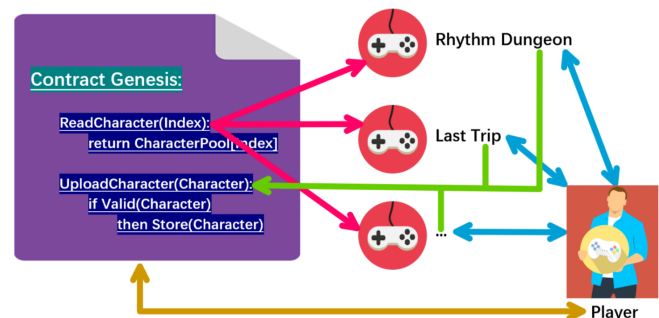 Contract Genesis:
ReadCharacter(Index):
return CharacterPool[Index]
UploadCharacter(Character):
if Valid(Character)
then Store(Character)
Rhythm Dungeon
Last Trip
...
Player